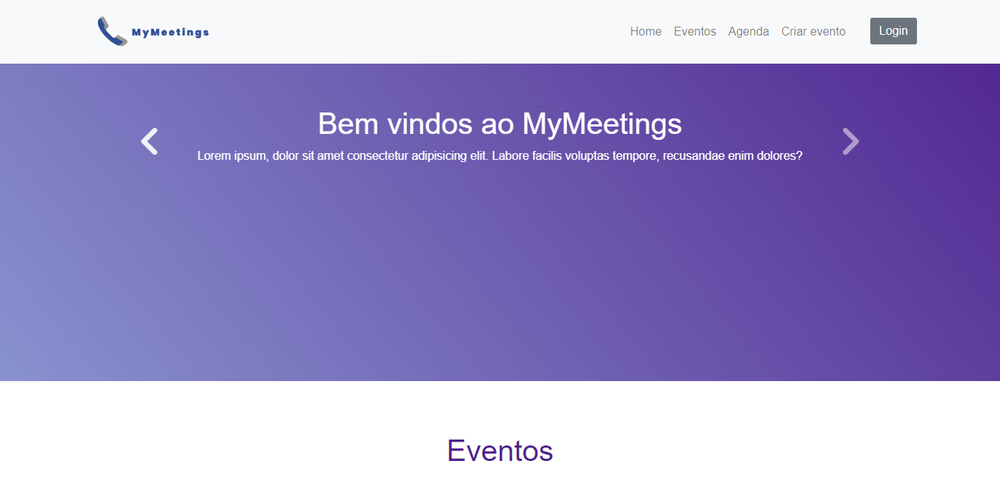 MyMeetings
Home Eventos Agenda Criar evento Login
Bem vindos ao MyMeetings
Lorem ipsum, dolor sit amet consectetur adipisicing elit. Labore facilis voluptas tempore, recusandae enim dolores?
Eventos